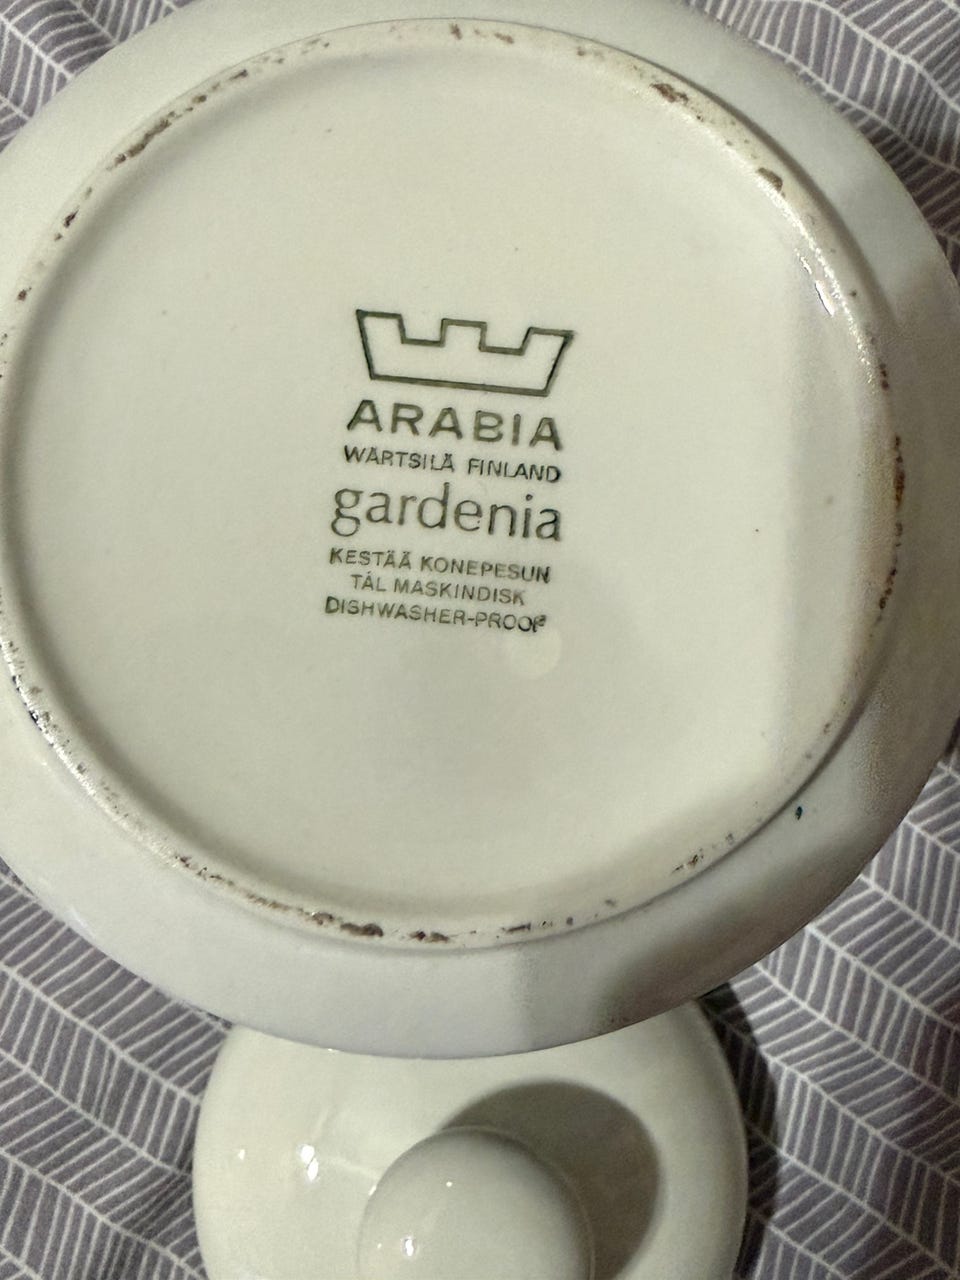 ARABIA
WÄRTSILÄ FINLAND
gardenia
KESTÄÄ KONEPESUN
TÅL MASKINDISK
DISHWASHER-PROOF